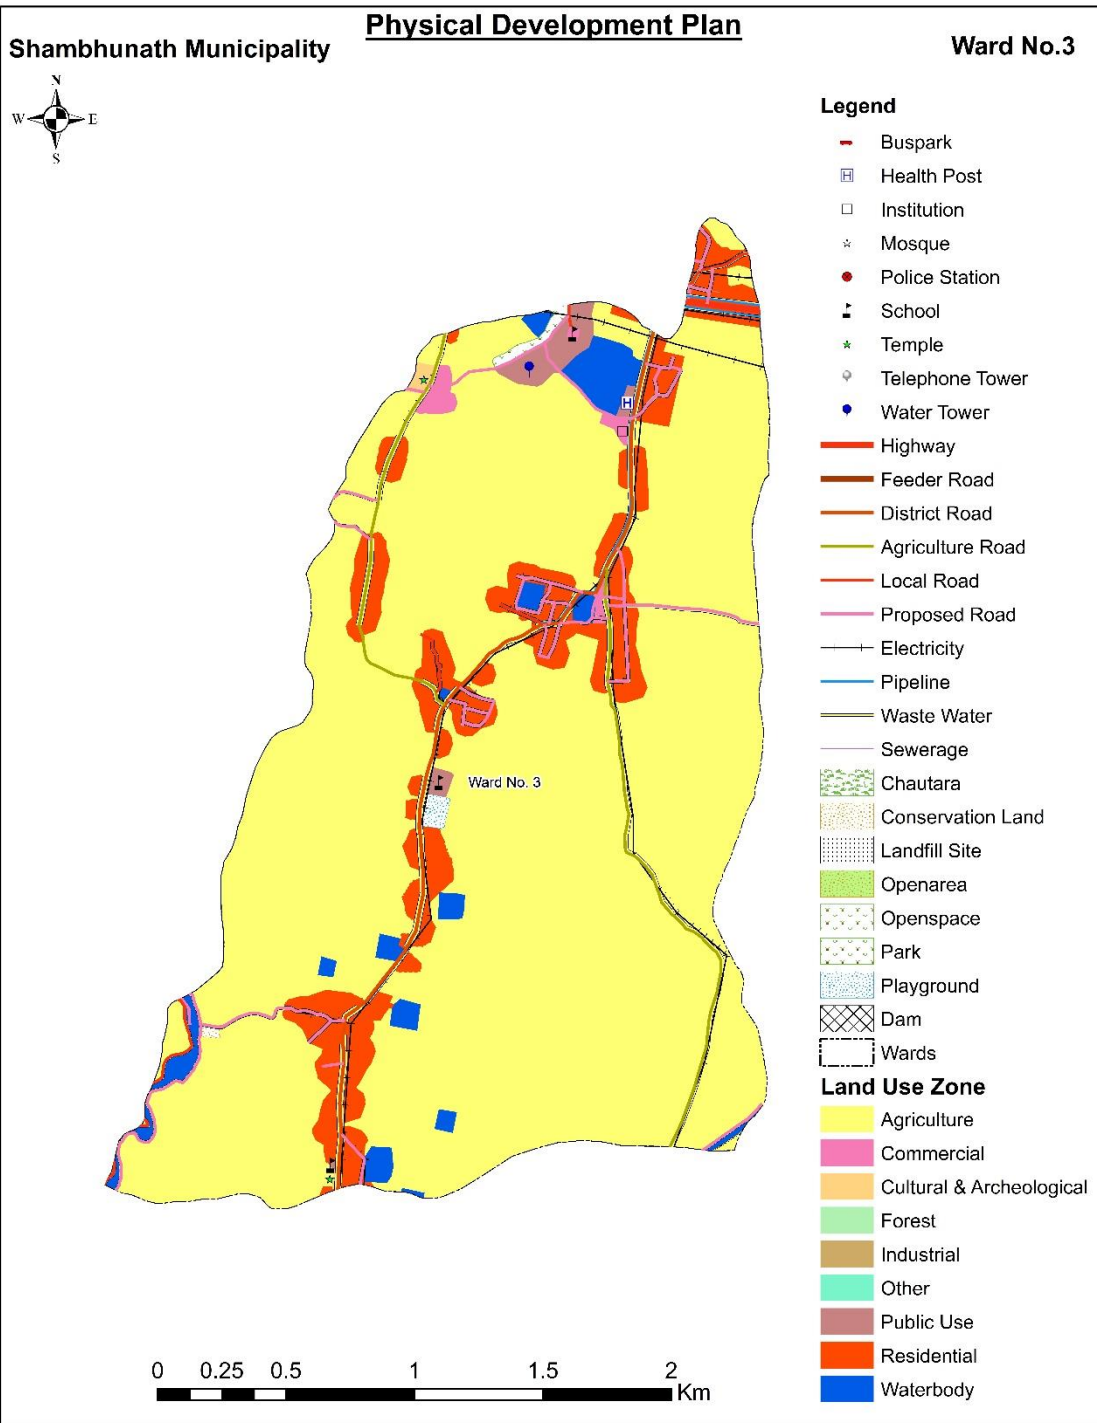 Physical Development Plan
Shambhunath Municipality
Ward No.3
N
W E
S
Legend
Buspark
H Health Post
Institution
Mosque
Police Station
School
Temple
Telephone Tower
Water Tower
Highway
Feeder Road
District Road
Agriculture Road
Local Road
Proposed Road
Electricity
Pipeline
Waste Water
Sewerage
Chautara
Conservation Land
Landfill Site
Openarea
Openspace
Park
Playground
Dam
Wards
Land Use Zone
Agriculture
Commercial
Cultural & Archeological
Forest
Industrial
Other
Public Use
Residential
Waterbody
H
Ward No. 3
0 0.25 0.5 1 1.5 2
Km